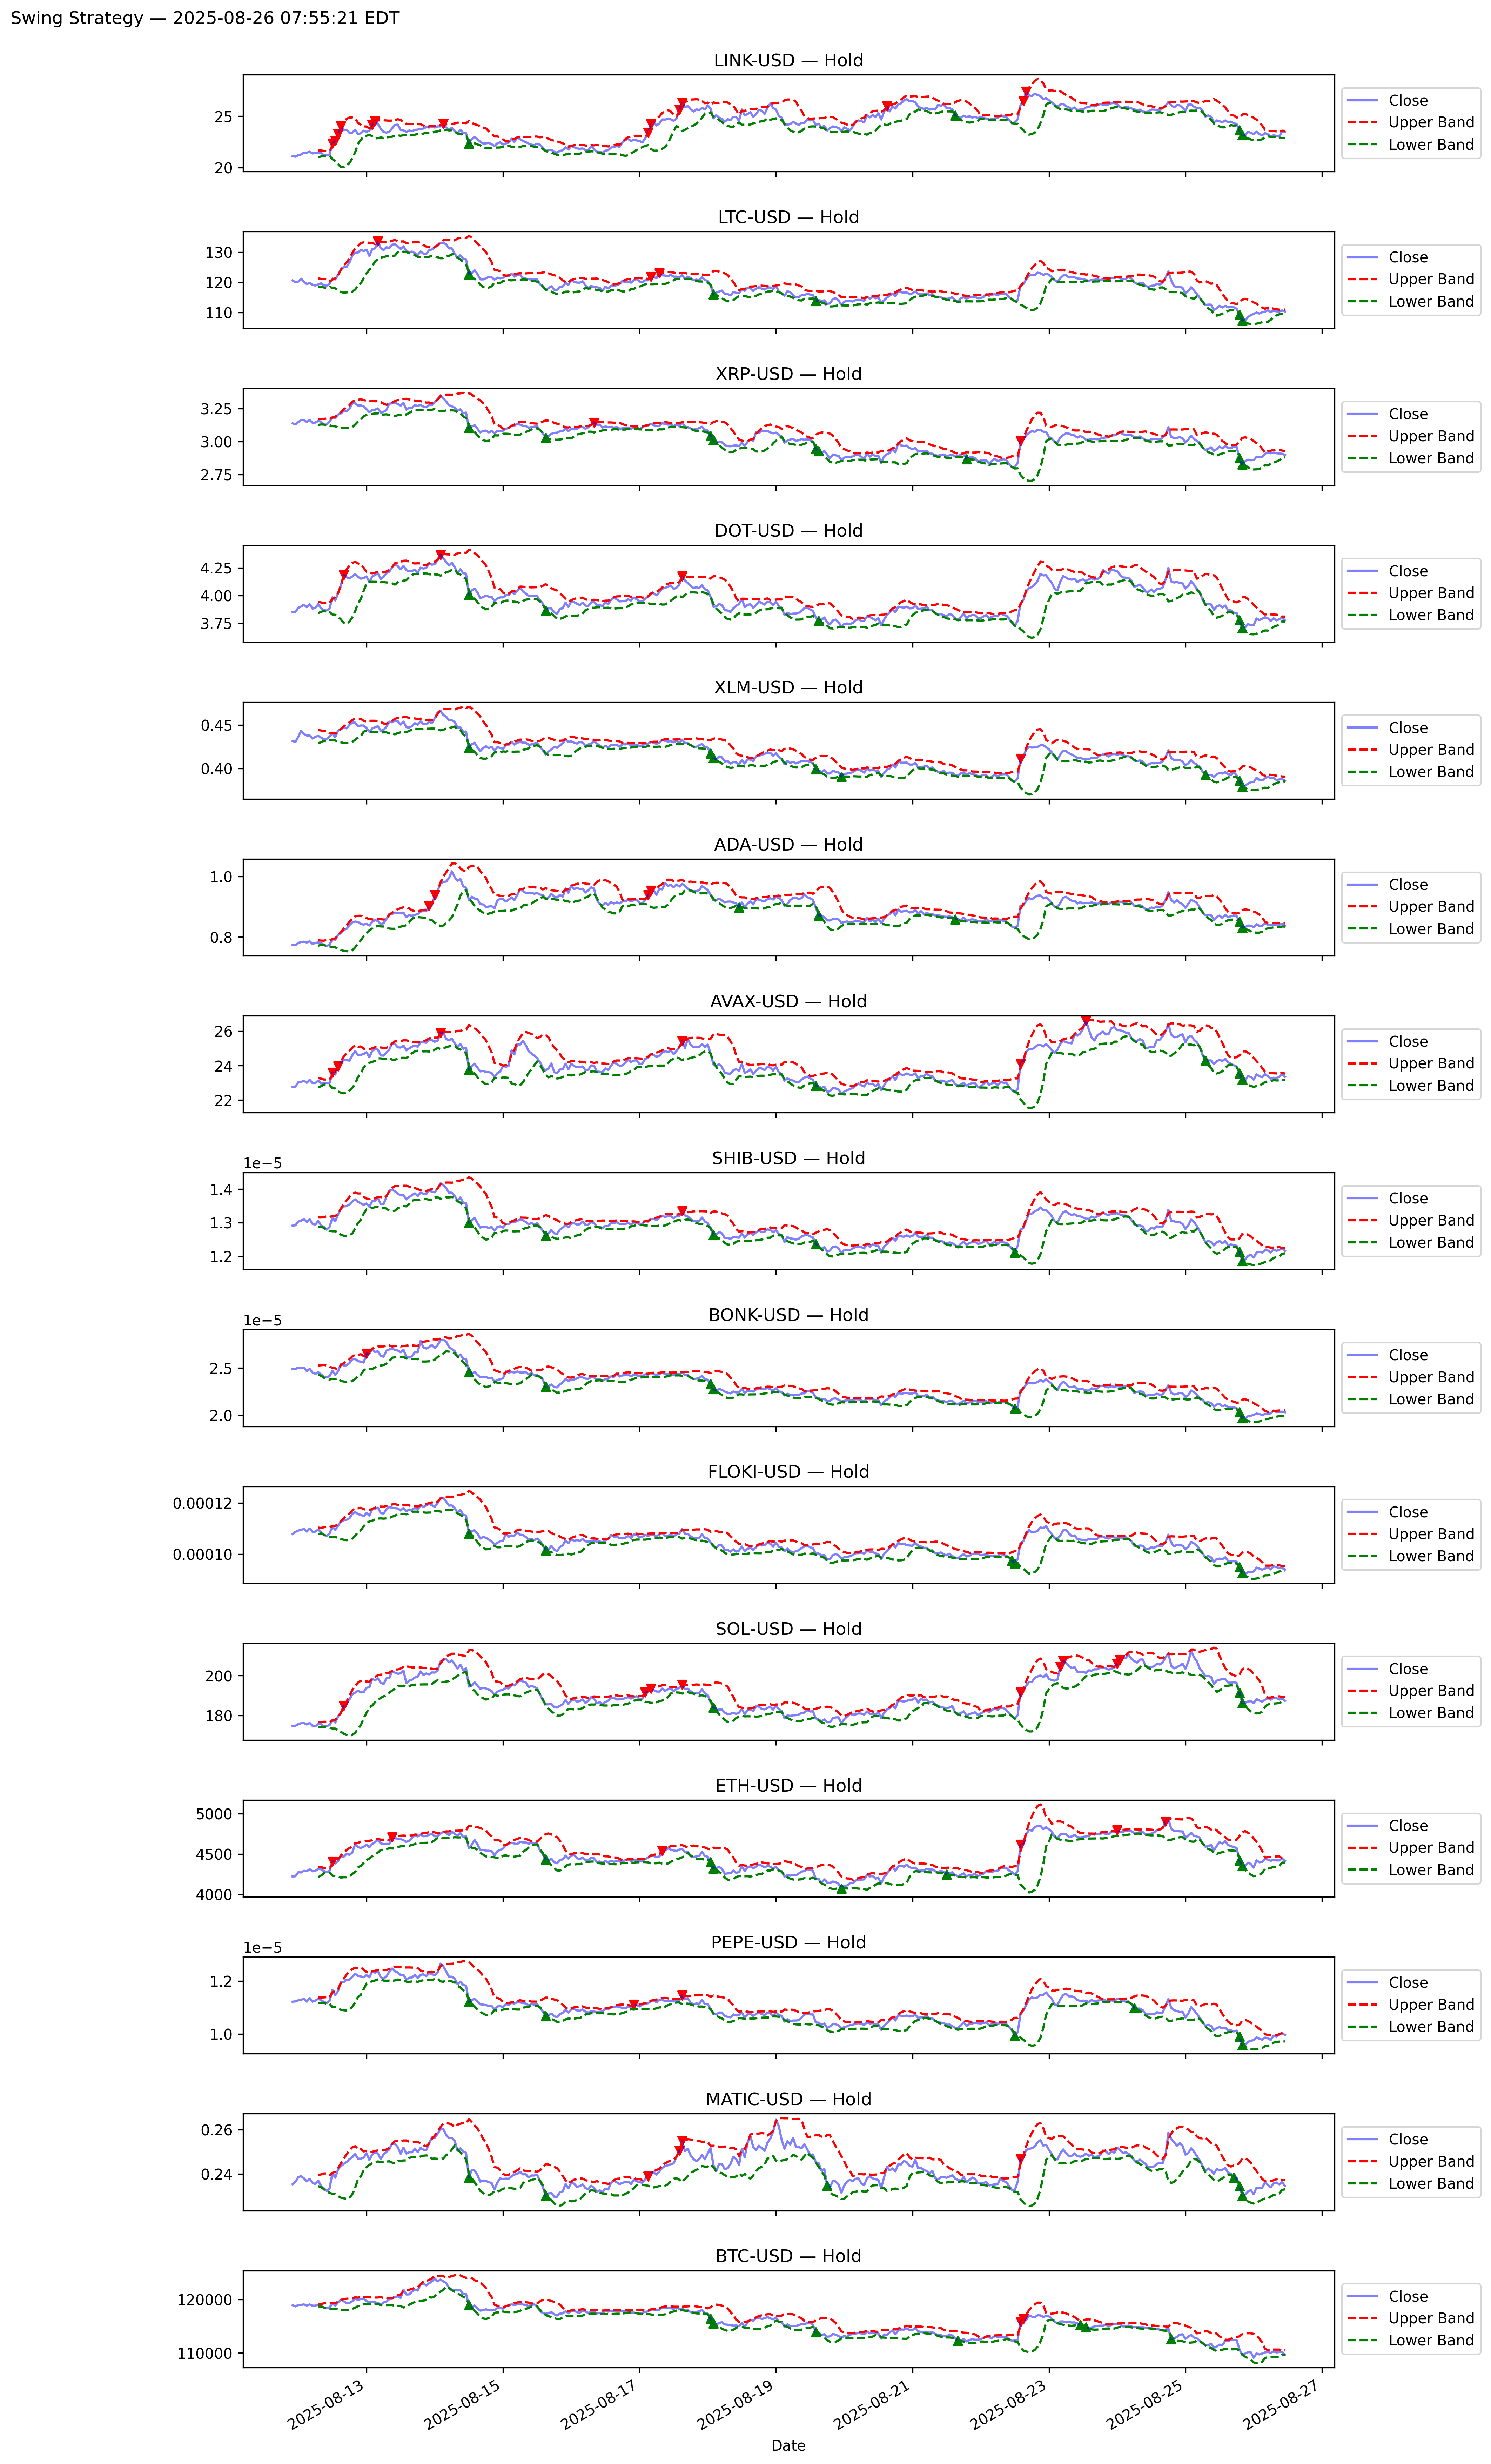 Swing Strategy — 2025-08-26 07:55:21 EDT
LINK-USD — Hold
25
20
Close
Upper Band
Lower Band
LTC-USD — Hold
130
120
110
Close
Upper Band
Lower Band
XRP-USD — Hold
3.25
3.00
2.75
Close
Upper Band
Lower Band
DOT-USD — Hold
4.25
4.00
3.75
Close
Upper Band
Lower Band
XLM-USD — Hold
0.45
0.40
Close
Upper Band
Lower Band
ADA-USD — Hold
1.0
0.8
Close
Upper Band
Lower Band
AVAX-USD — Hold
26
24
22
Close
Upper Band
Lower Band
SHIB-USD — Hold
1e−5
1.4
1.3
1.2
Close
Upper Band
Lower Band
BONK-USD — Hold
1e−5
2.5
2.0
Close
Upper Band
Lower Band
FLOKI-USD — Hold
0.00012
0.00010
Close
Upper Band
Lower Band
SOL-USD — Hold
200
180
Close
Upper Band
Lower Band
ETH-USD — Hold
5000
4500
4000
Close
Upper Band
Lower Band
PEPE-USD — Hold
1e−5
1.2
1.0
Close
Upper Band
Lower Band
MATIC-USD — Hold
0.26
0.24
Close
Upper Band
Lower Band
BTC-USD — Hold
120000
110000
Close
Upper Band
Lower Band
2025-08-13
2025-08-15
2025-08-17
2025-08-19
2025-08-21
2025-08-23
2025-08-25
2025-08-27
Date